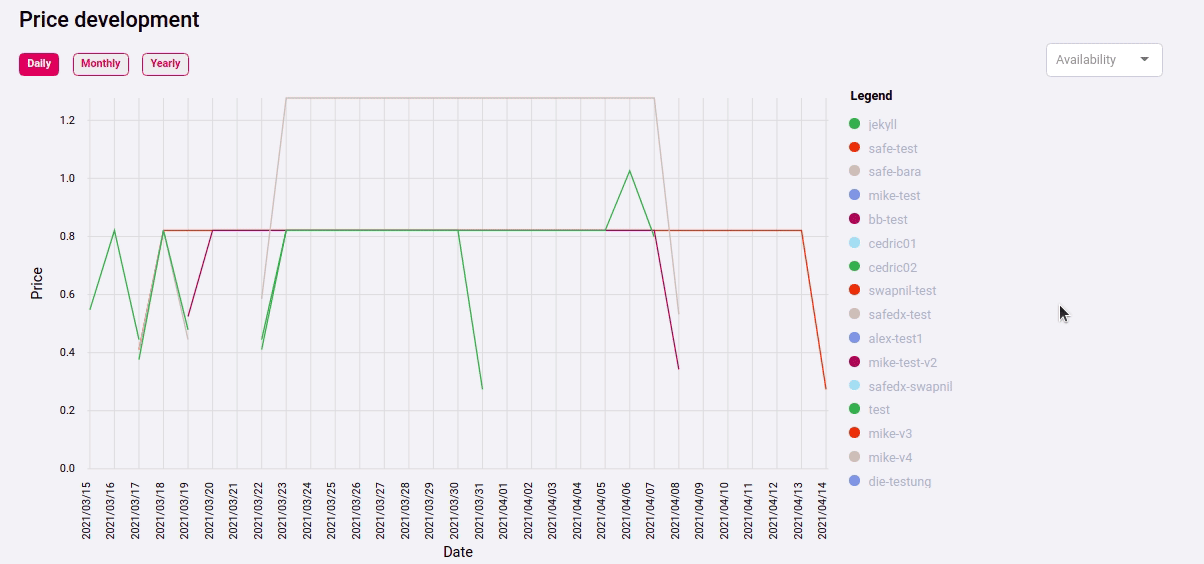 Price development
Daily Monthly Yearly
Availability
Legend
jekyll
safe-test
safe-bara
mike-test
bb-test
cedric01
cedric02
swapnil-test
safedx-test
alex-test1
mike-test-v2
safedx-swapnil
test
mike-v3
mike-v4
die-testung
Price
1.2
1.0
0.8
0.6
0.4
0.2
0.0
2021/03/15
2021/03/16
2021/03/17
2021/03/18
2021/03/19
2021/03/20
2021/03/21
2021/03/22
2021/03/23
2021/03/24
2021/03/25
2021/03/26
2021/03/27
2021/03/28
2021/03/29
2021/03/30
2021/03/31
2021/04/01
2021/04/02
2021/04/03
2021/04/04
2021/04/05
2021/04/06
2021/04/07
2021/04/08
2021/04/09
2021/04/10
2021/04/11
2021/04/12
2021/04/13
2021/04/14
Date